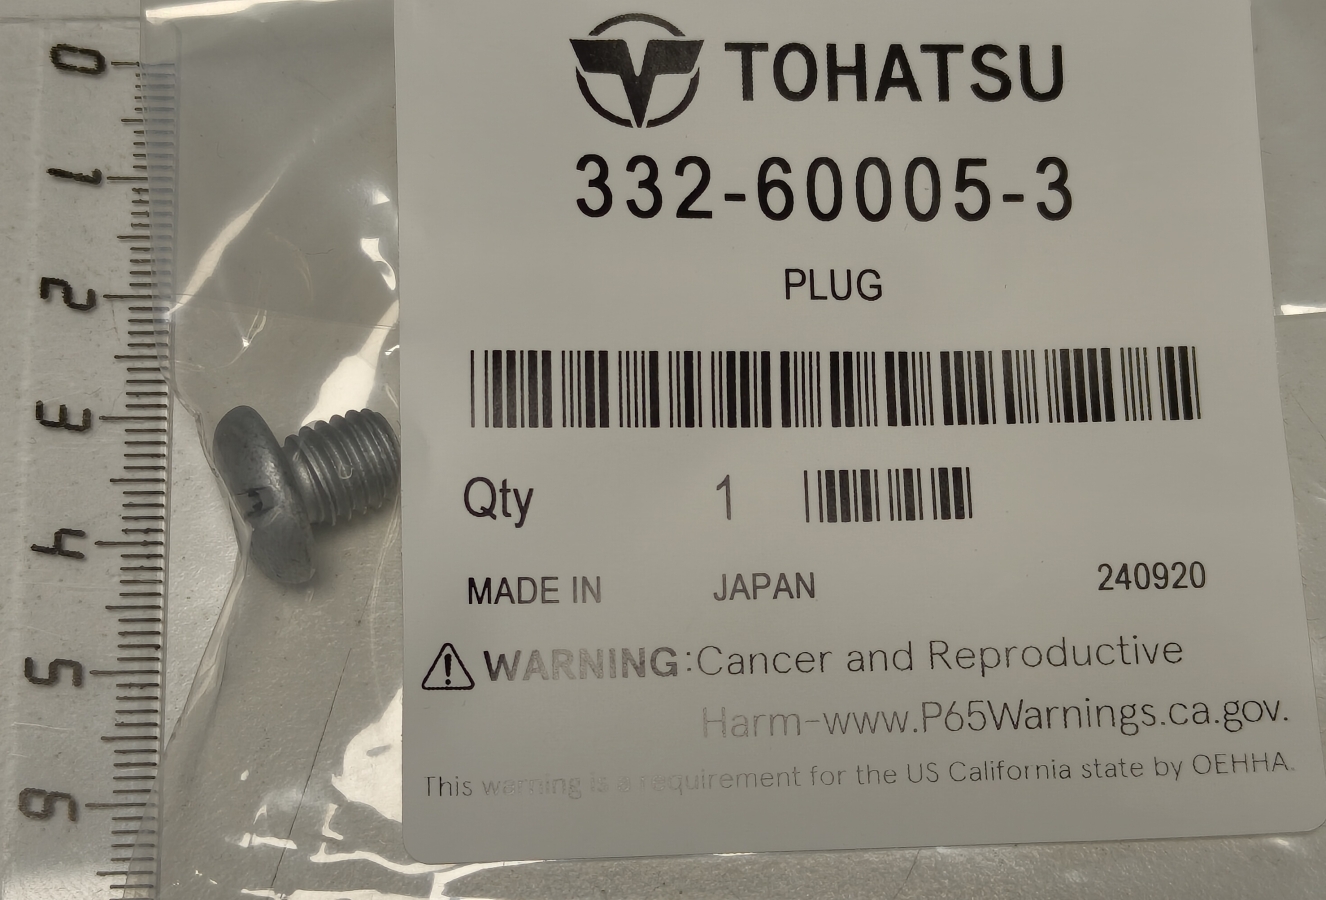 TOHATSU
332-60005-3
PLUG
Qty 1
MADE IN JAPAN 240920
WARNING:Cancer and Reproductive
Harm-www.P65Warnings.ca.gov.
This warning is a requirement for the US California state by OEHHA.
0
1
2
3
4
5
6